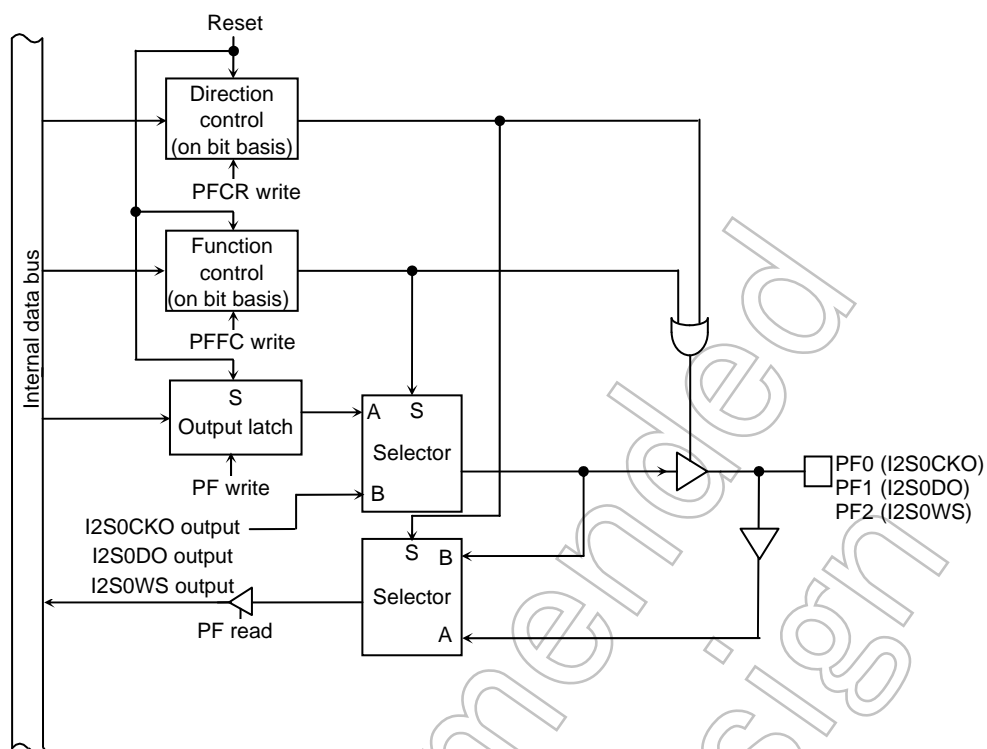 Reset
Direction
control
(on bit basis)
PFCR write
Internal data bus
Function
control
(on bit basis)
PFFC write
S
Output latch
PF write
A
S
Selector
B
PF0 (I2S0CKO)
PF1 (I2S0DO)
PF2 (I2S0WS)
I2S0CKO output
I2S0DO output
I2S0WS output
S
B
Selector
A
PF read
mended
sign